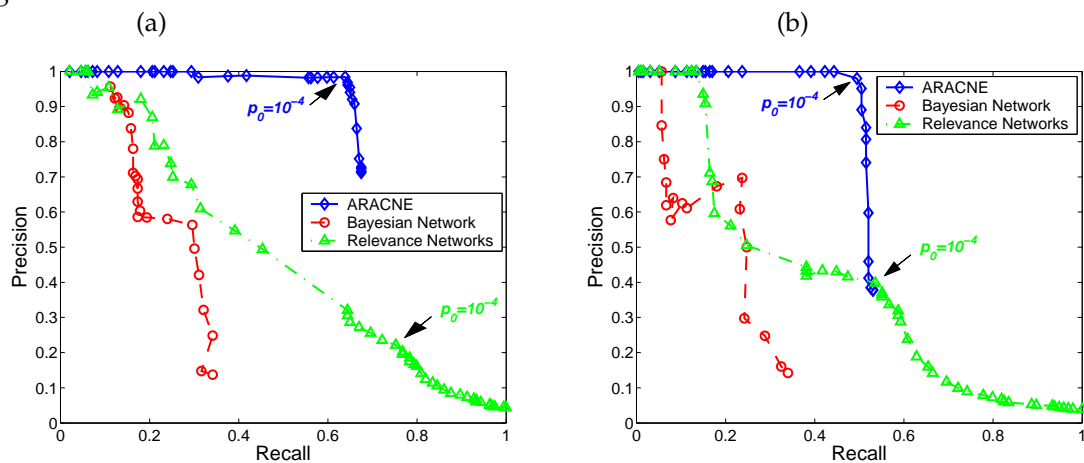 (a)
1
0.9
0.8
0.7
0.6
0.5
0.4
0.3
0.2
0.1
0
Precision
0
0.2
0.4
0.6
0.8
1
Recall
p0=10−4
ARACNE
Bayesian Network
Relevance Networks
p0=10−4
(b)
1
0.9
0.8
0.7
0.6
0.5
0.4
0.3
0.2
0.1
0
Precision
0
0.2
0.4
0.6
0.8
1
Recall
p0=10−4
ARACNE
Bayesian Network
Relevance Networks
p0=10−4